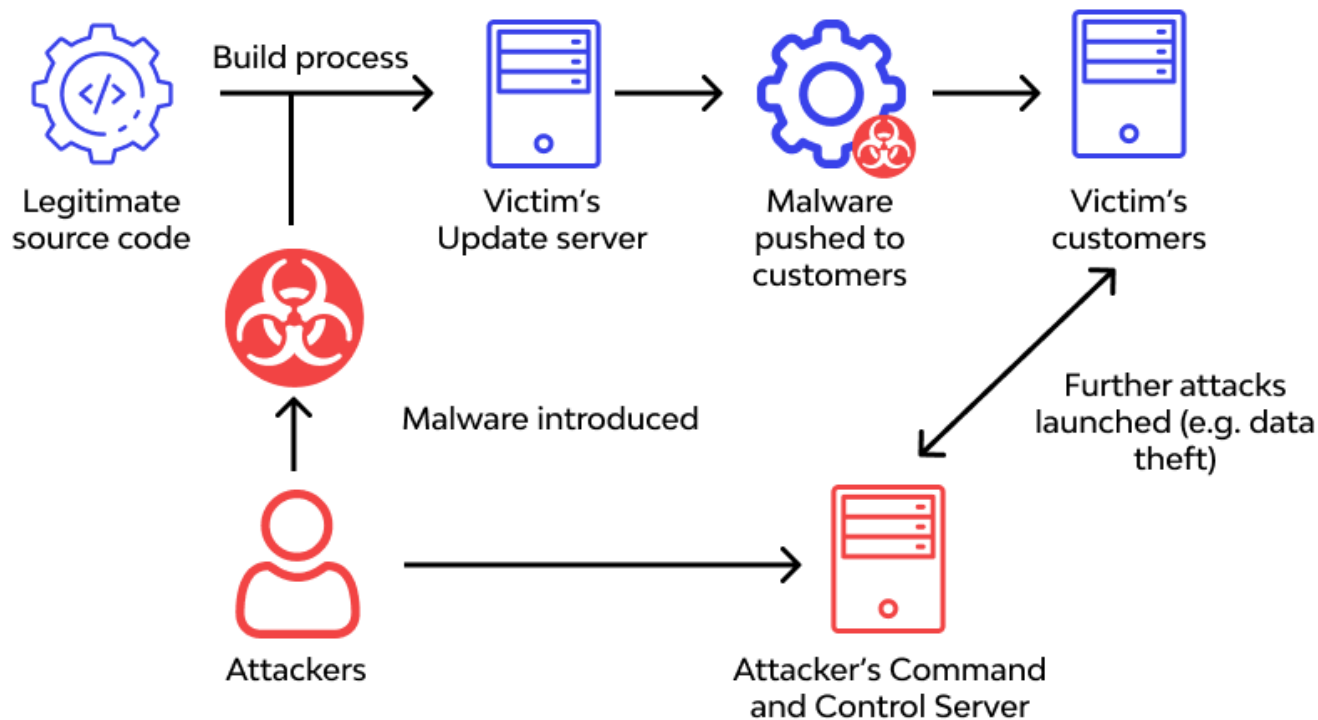 Build process
Legitimate
source code
Victim's
Update server
Malware
pushed to
customers
Victim's
customers
Malware introduced
Further attacks
launched (e.g. data
theft)
Attackers
Attacker's Command
and Control Server